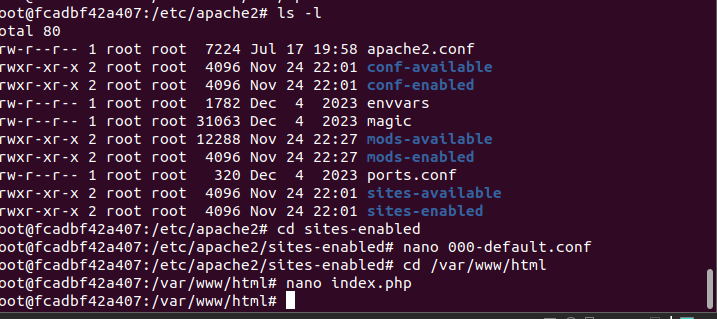 root@fcadbf42a407:/etc/apache2# ls -l
total 80
rw-r--r-- 1 root root  7224 Jul 17 19:58 apache2.conf
rwxr-xr-x 2 root root  4096 Nov 24 22:01 conf-available
rwxr-xr-x 2 root root  4096 Nov 24 22:01 conf-enabled
rw-r--r-- 1 root root  1782 Dec  4  2023 envvars
rw-r--r-- 1 root root 31063 Dec  4  2023 magic
rwxr-xr-x 2 root root 12288 Nov 24 22:27 mods-available
rwxr-xr-x 2 root root  4096 Nov 24 22:27 mods-enabled
rw-r--r-- 1 root root   320 Dec  4  2023 ports.conf
rwxr-xr-x 2 root root  4096 Nov 24 22:01 sites-available
rwxr-xr-x 2 root root  4096 Nov 24 22:01 sites-enabled
root@fcadbf42a407:/etc/apache2# cd sites-enabled
root@fcadbf42a407:/etc/apache2/sites-enabled# nano 000-default.conf
root@fcadbf42a407:/etc/apache2/sites-enabled# cd /var/www/html
root@fcadbf42a407:/var/www/html# nano index.php
root@fcadbf42a407:/var/www/html#